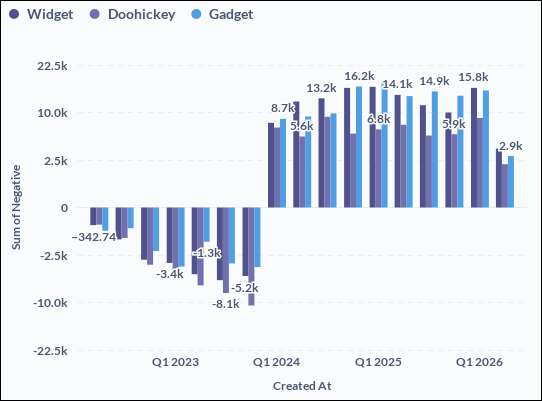 Widget Doohickey Gadget
22.5k
10.0k
2.5k
0
-2.5k
-10.0k
-22.5k
Sum of Negative
–342.74
-3.4k
-1.3k
-8.1k
-5.2k
8.7k
5.6k
13.2k
16.2k
6.8k
14.1k
14.9k
5.9k
15.8k
2.9k
Q1 2023 Q1 2024 Q1 2025 Q1 2026
Created At